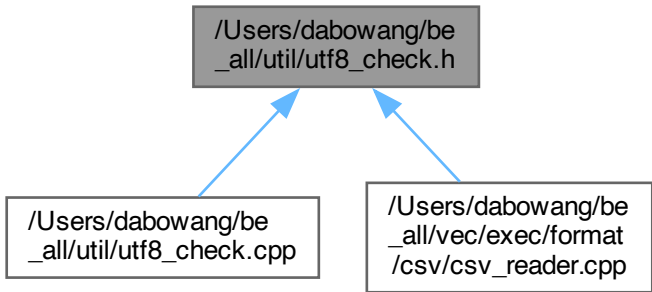 /Users/dabowang/be
_all/util/utf8_check.h
/Users/dabowang/be
_all/util/utf8_check.cpp
/Users/dabowang/be
_all/vec/exec/format
/csv/csv_reader.cpp